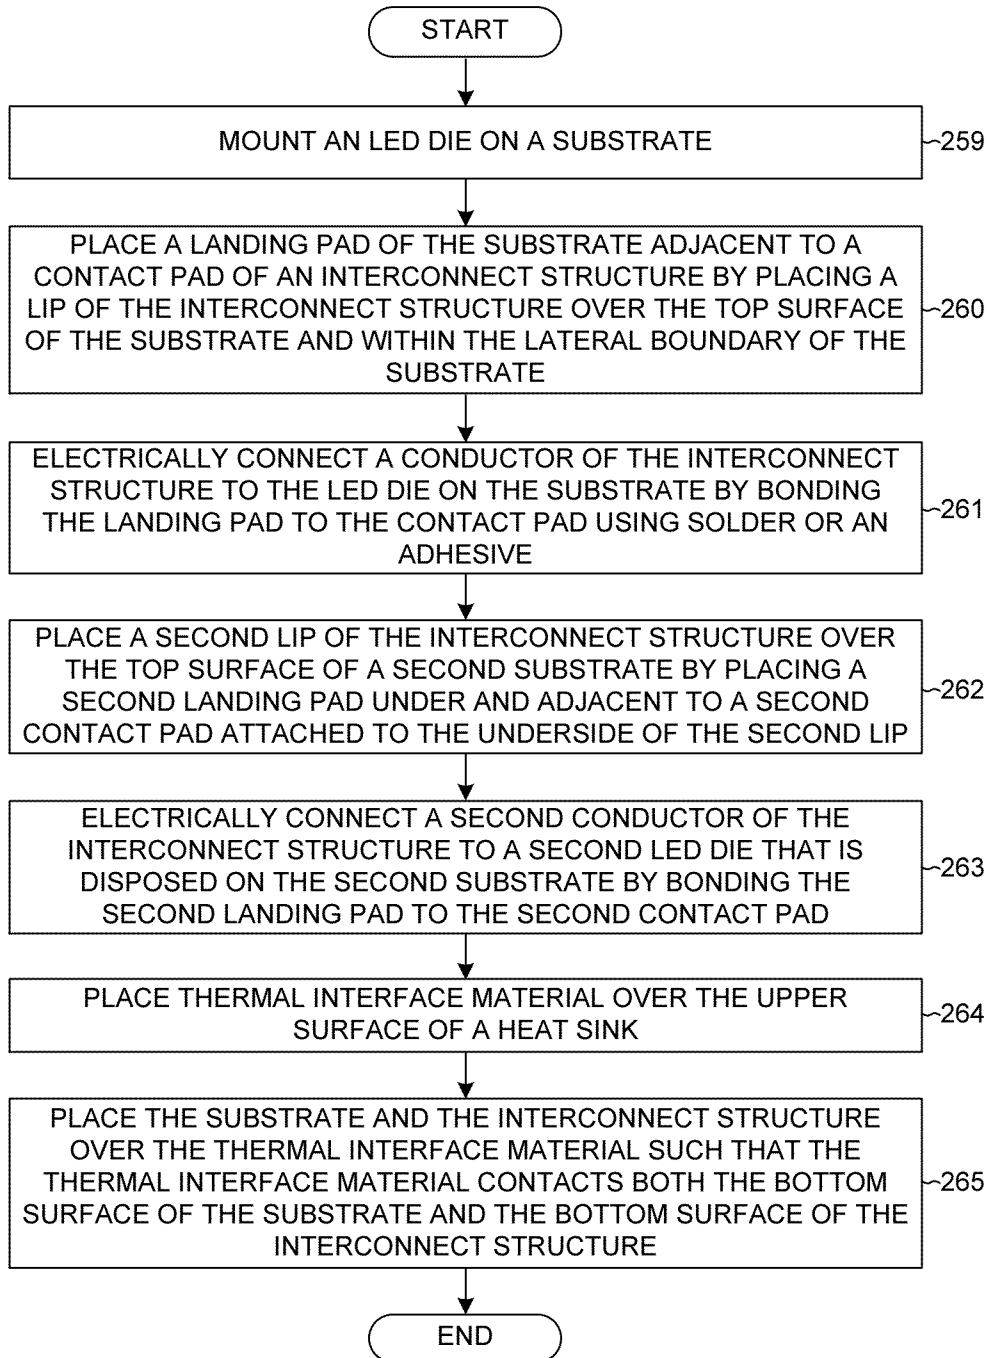 START
MOUNT AN LED DIE ON A SUBSTRATE
259
PLACE A LANDING PAD OF THE SUBSTRATE ADJACENT TO A
CONTACT PAD OF AN INTERCONNECT STRUCTURE BY PLACING A
LIP OF THE INTERCONNECT STRUCTURE OVER THE TOP SURFACE
OF THE SUBSTRATE AND WITHIN THE LATERAL BOUNDARY OF THE
SUBSTRATE
260
ELECTRICALLY CONNECT A CONDUCTOR OF THE INTERCONNECT
STRUCTURE TO THE LED DIE ON THE SUBSTRATE BY BONDING
THE LANDING PAD TO THE CONTACT PAD USING SOLDER OR AN
ADHESIVE
261
PLACE A SECOND LIP OF THE INTERCONNECT STRUCTURE OVER
THE TOP SURFACE OF A SECOND SUBSTRATE BY PLACING A
SECOND LANDING PAD UNDER AND ADJACENT TO A SECOND
CONTACT PAD ATTACHED TO THE UNDERSIDE OF THE SECOND LIP
262
ELECTRICALLY CONNECT A SECOND CONDUCTOR OF THE
INTERCONNECT STRUCTURE TO A SECOND LED DIE THAT IS
DISPOSED ON THE SECOND SUBSTRATE BY BONDING THE
SECOND LANDING PAD TO THE SECOND CONTACT PAD
263
PLACE THERMAL INTERFACE MATERIAL OVER THE UPPER
SURFACE OF A HEAT SINK
264
PLACE THE SUBSTRATE AND THE INTERCONNECT STRUCTURE
OVER THE THERMAL INTERFACE MATERIAL SUCH THAT THE
THERMAL INTERFACE MATERIAL CONTACTS BOTH THE BOTTOM
SURFACE OF THE SUBSTRATE AND THE BOTTOM SURFACE OF THE
INTERCONNECT STRUCTURE
265
END